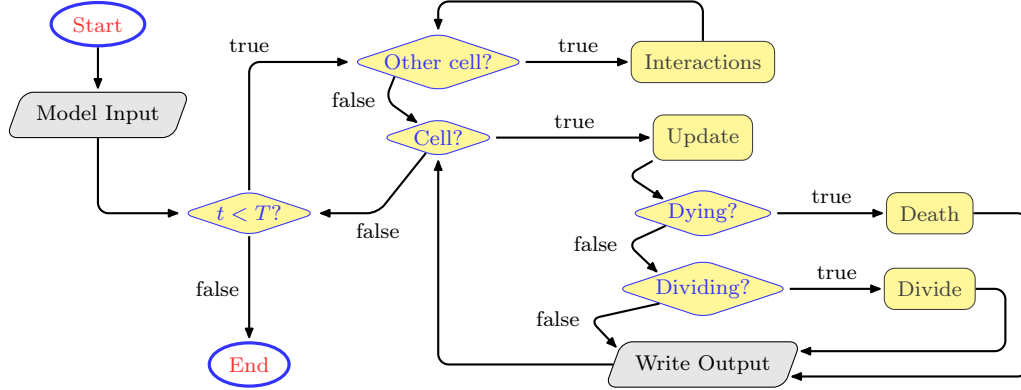 Start
true
Other cell?
true
Interactions
false
Model Input
Cell?
true
Update
t < T?
false
Dying?
true
Death
false
false
Dividing?
true
Divide
false
End
Write Output
false